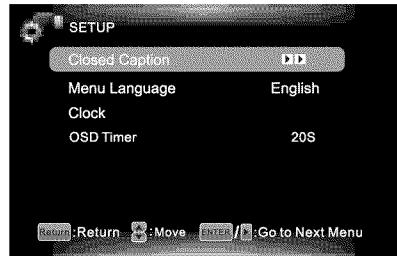 SETUP
Closed Caption
Menu Language English
Clock
OSD Timer 20S
Return :Return :Move ENTER / :Go to Next Menu